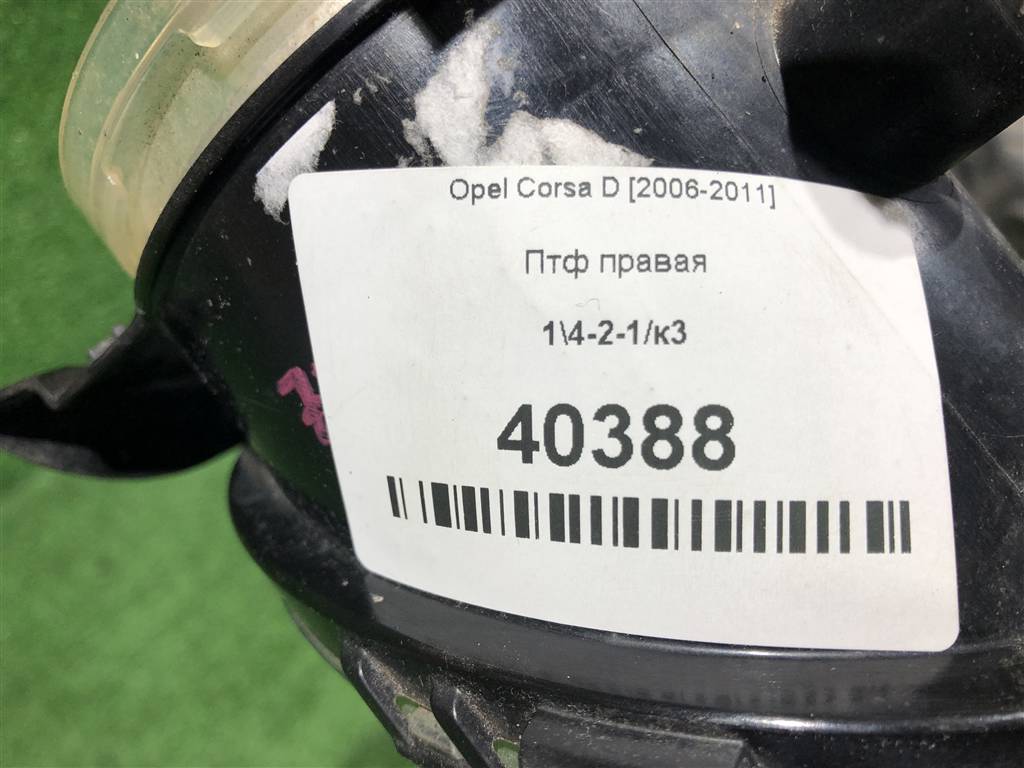 Opel Corsa D [2006-2011]
Птф правая
1\4-2-1/к3
40388